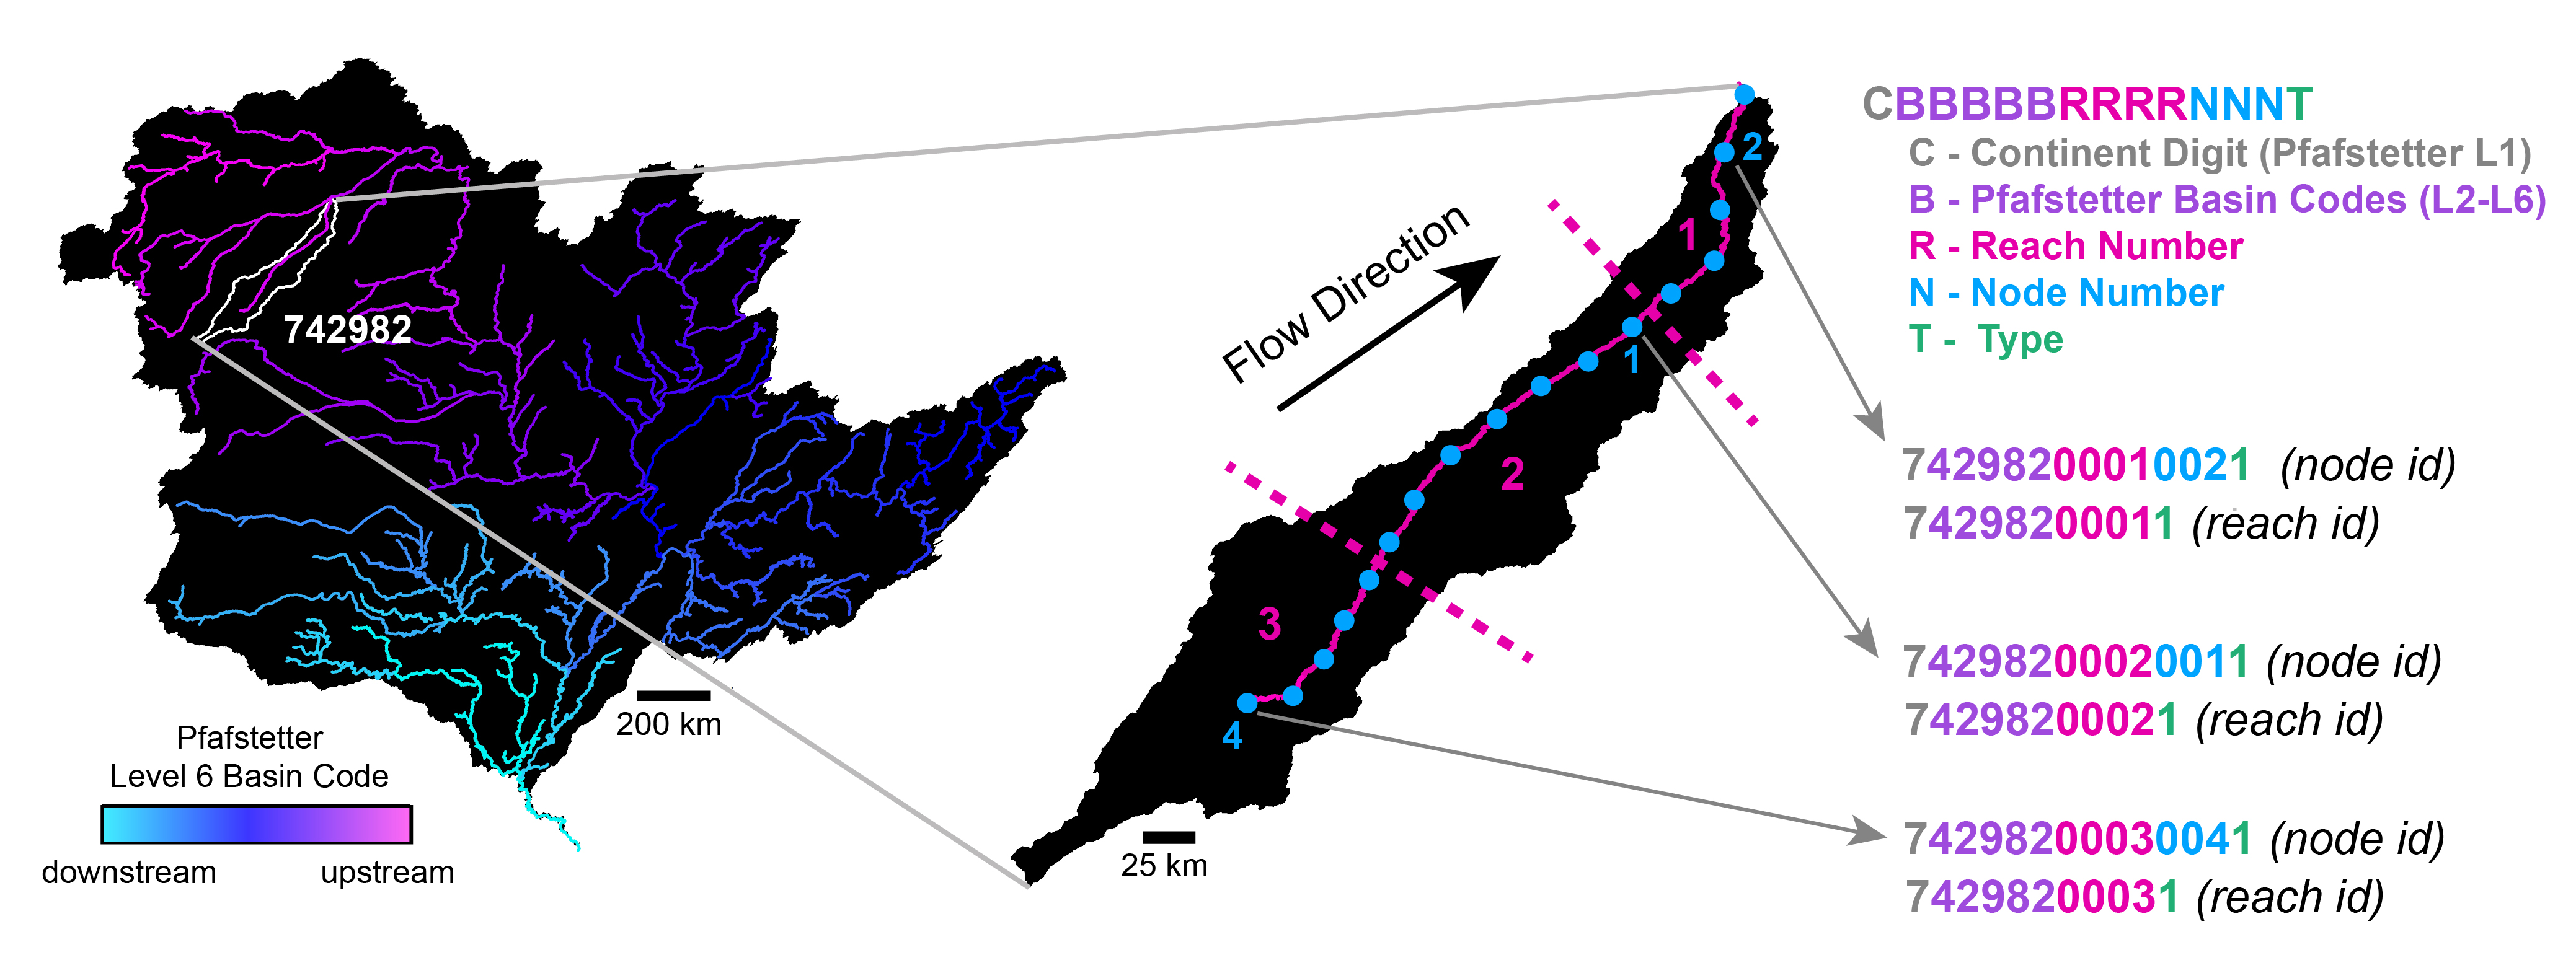 742982
200 km
Pfafstetter
Level 6 Basin Code
downstream
upstream
Flow Direction
2
1
1
2
3
4
25 km
CBBBBBRRRRNNNT
C - Continent Digit (Pfafstetter L1)
B - Pfafstetter Basin Codes (L2-L6)
R - Reach Number
N - Node Number
T - Type
74298200010021 (node id)
74298200011 (reach id)
74298200020011 (node id)
74298200021 (reach id)
74298200030041 (node id)
74298200031 (reach id)